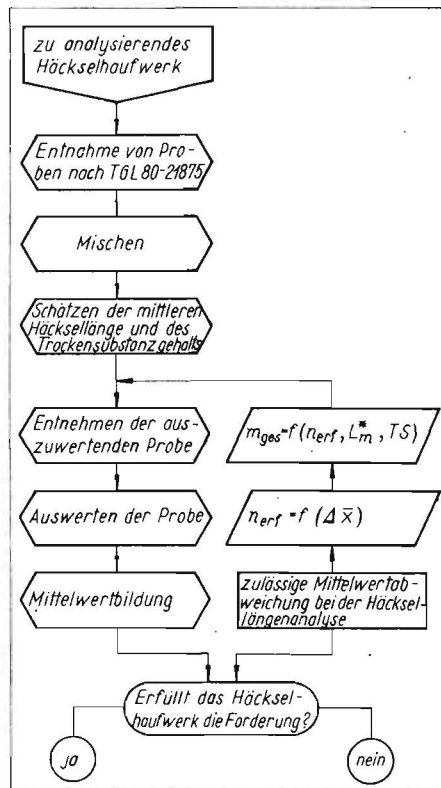 zu analysierendes
Häckselhaufwerk
Entnahme von Pro-
ben nach TGL 80-21875
Mischen
Schätzen der mittleren
Häcksellänge und des
Trockensubstanzgehalts
Entnehmen der aus-
zuwertenden Probe
Auswerten der Probe
Mittelwertbildung
m_ges=f(n_erf, L*_m, TS)
n_erf = f(Δx̄)
zulässige Mittelwertab-
weichung bei der Häcksel-
längenanalyse
Erfüllt das Häcksel-
haufwerk die Forderung?
ja
nein